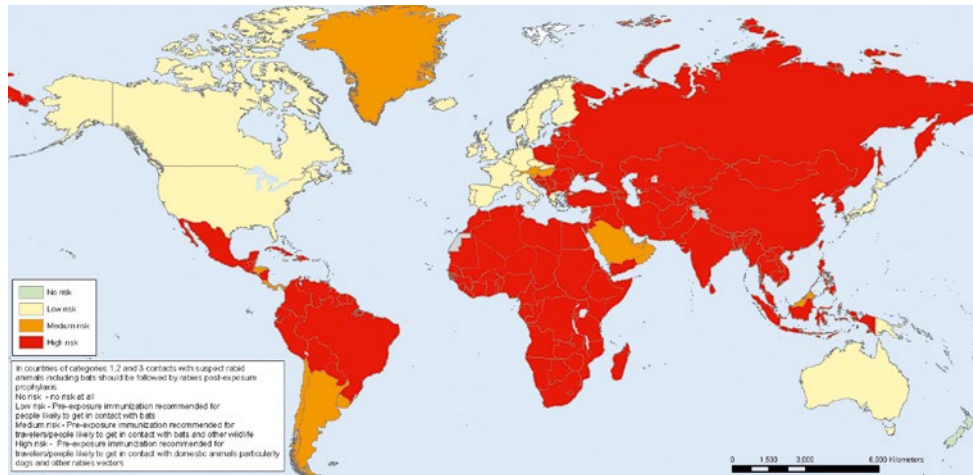 No risk
Low risk
Medium risk
High risk
In countries of categories 1,2 and 3 contacts with suspect rabid
animals including bats should be followed by rabies post-exposure
prophylaxis
No risk - no risk at all
Low risk - Pre-exposure immunization recommended for
people likely to get in contact with bats
Medium risk - Pre-exposure immunization recommended for
travelers/people likely to get in contact with bats and other wildlife
High risk - Pre-exposure immunization recommended for
travelers/people likely to get in contact with domestic animals particularly
dogs and other rabies vectors
0 1,500 3,000 6,000 Kilometers